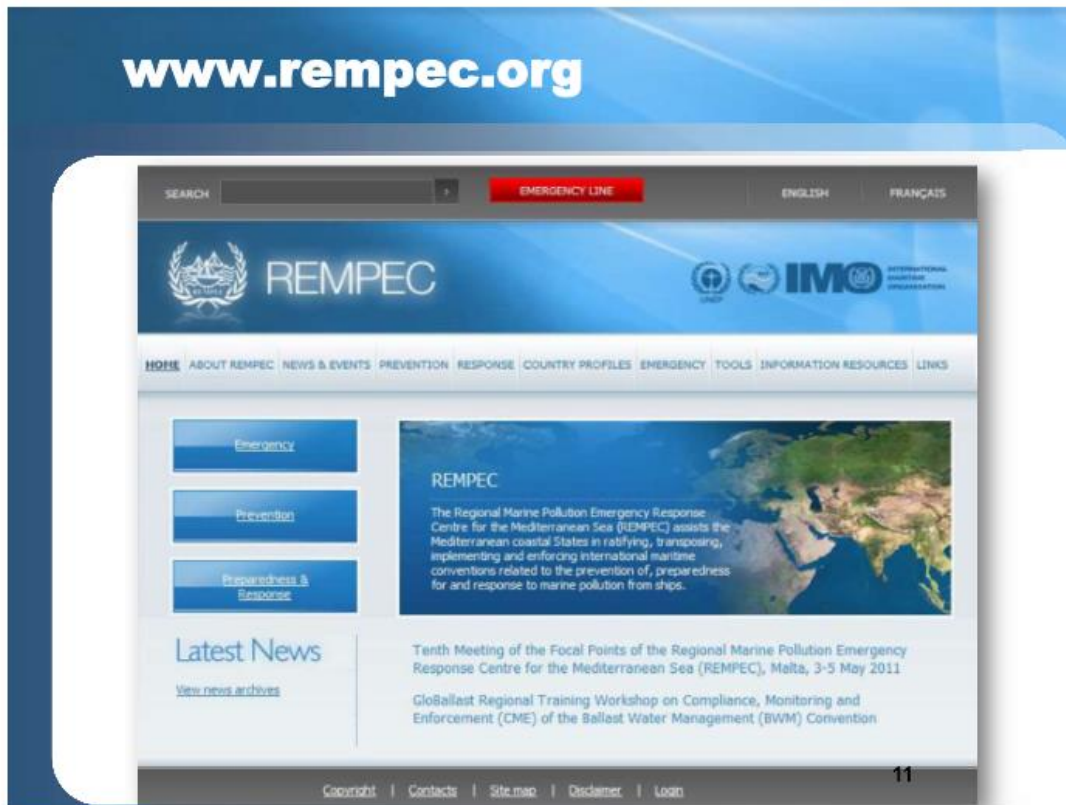 www.rempec.org
SEARCH
EMERGENCY LINE
ENGLISH
FRANÇAIS
REMPEC
UNEP
IMO
INTERNATIONAL
MARITIME
ORGANIZATION
HOME ABOUT REMPEC NEWS & EVENTS PREVENTION RESPONSE COUNTRY PROFILES EMERGENCY TOOLS INFORMATION RESOURCES LINKS
Emergency
Prevention
Preparedness &
Response
REMPEC
The Regional Marine Pollution Emergency Response
Centre for the Mediterranean Sea (REMPEC) assists the
Mediterranean coastal States in ratifying, transposing,
implementing and enforcing international maritime
conventions related to the prevention of, preparedness
for and response to marine pollution from ships.
Latest News
View news archives
Tenth Meeting of the Focal Points of the Regional Marine Pollution Emergency
Response Centre for the Mediterranean Sea (REMPEC), Malta, 3-5 May 2011
GloBallast Regional Training Workshop on Compliance, Monitoring and
Enforcement (CME) of the Ballast Water Management (BWM) Convention
11
Copyright | Contacts | Site map | Disclaimer | Login